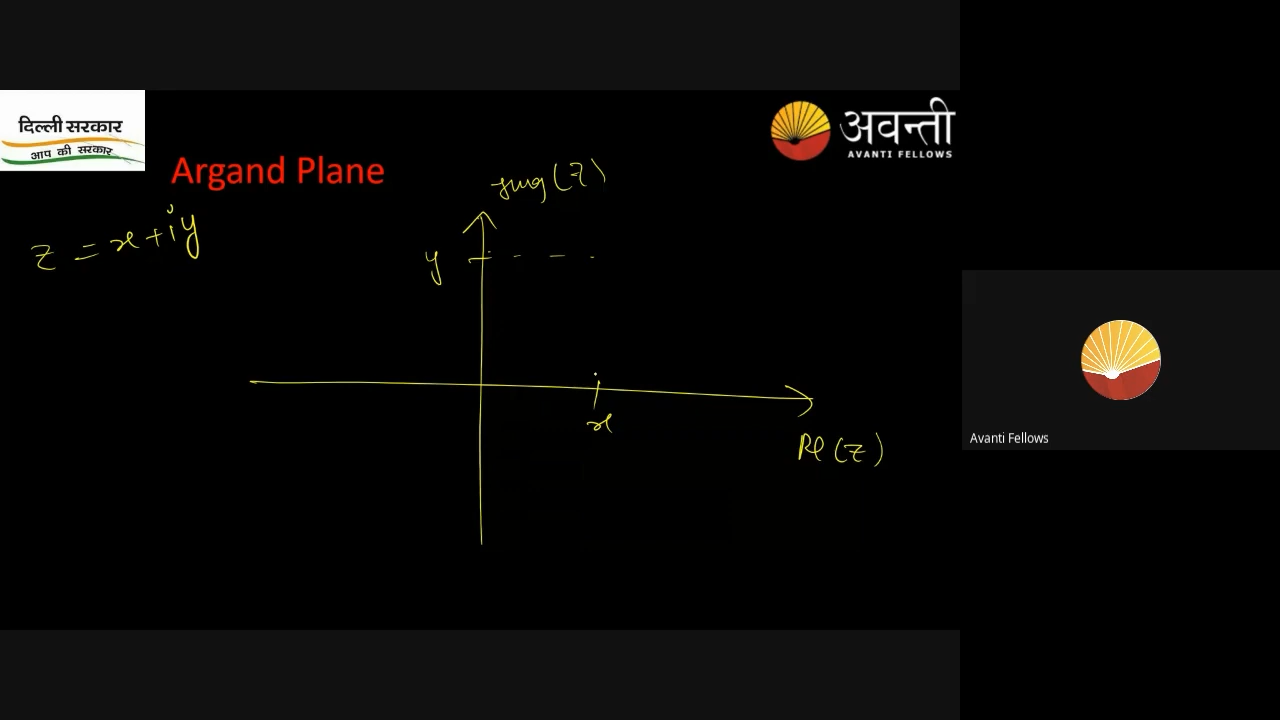 दिल्ली सरकार
आप की सरकार
अवन्ती
AVANTI FELLOWS
Argand Plane
Img(z)
z = x + iy
y
x
Re(z)
Avanti Fellows